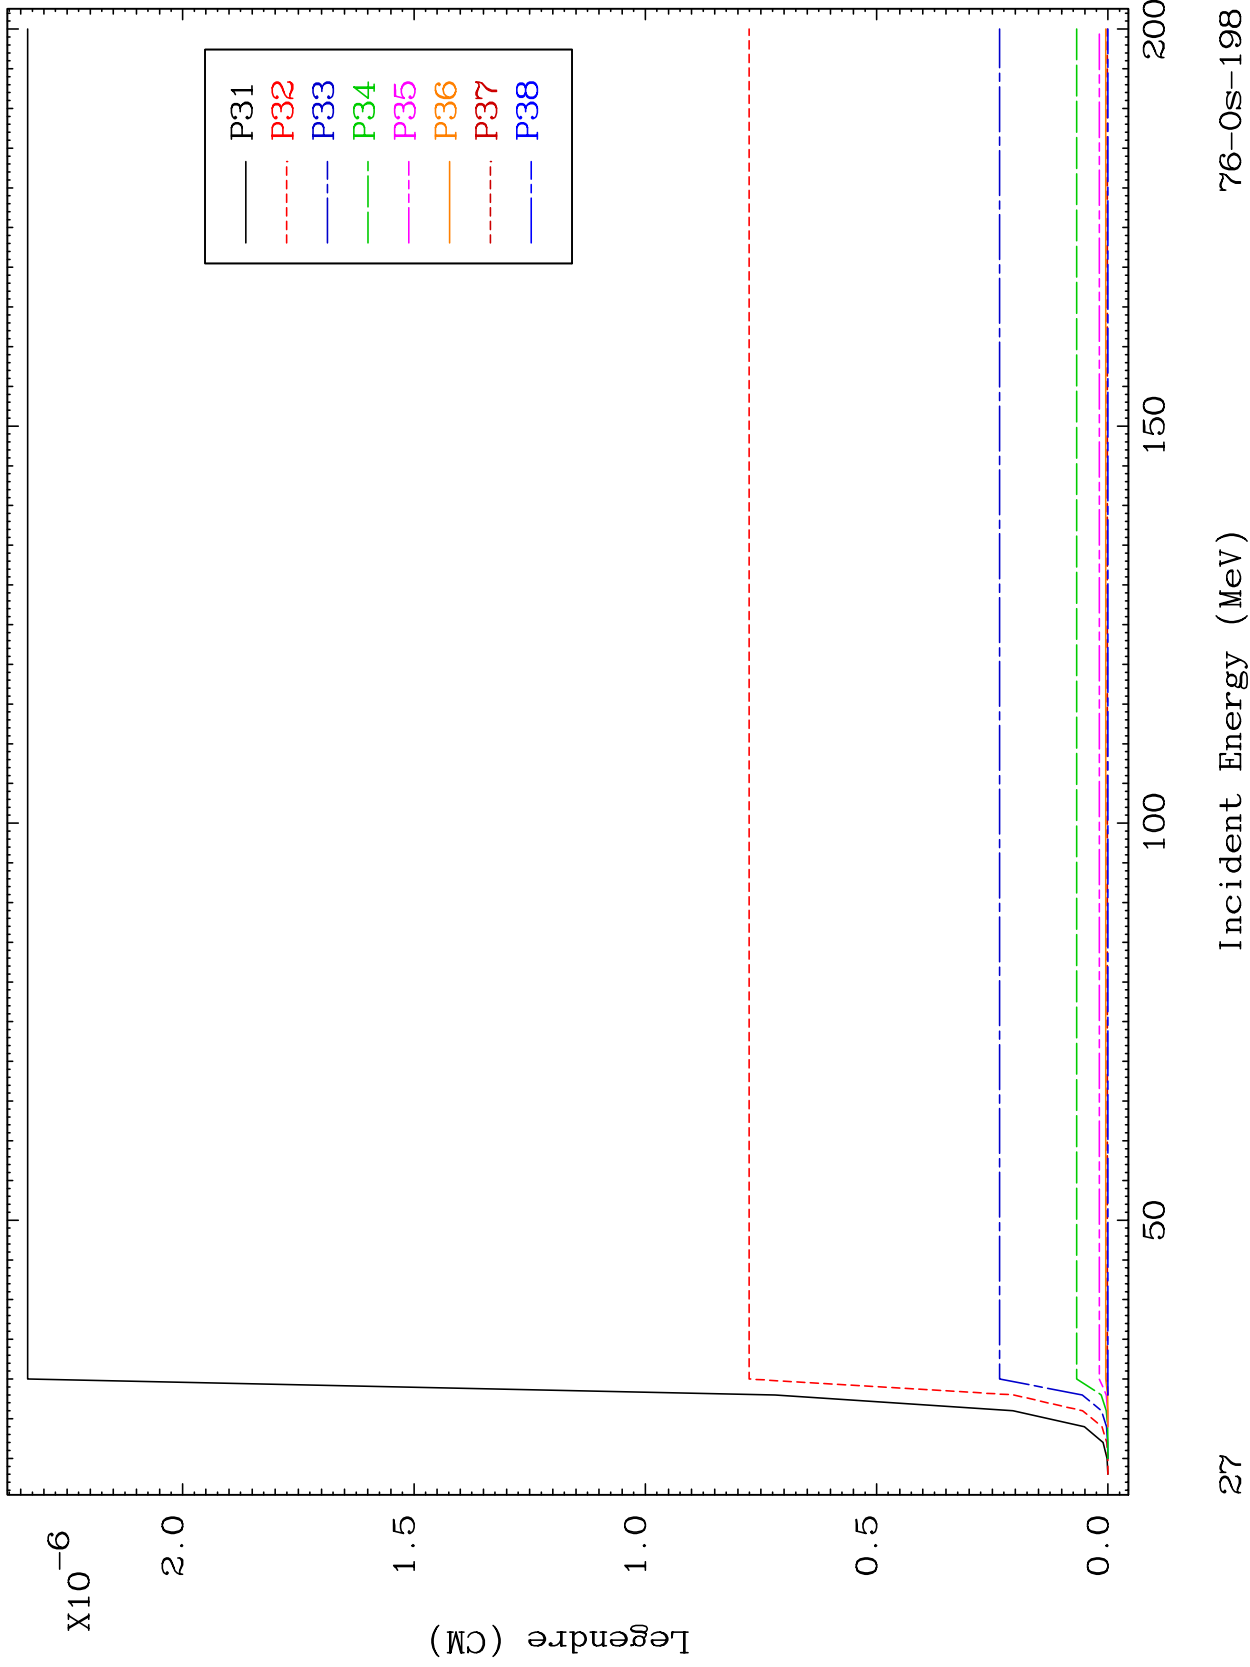 X10-6
2.0
1.5
1.0
0.5
0.0
Legendre (CM)
P31
P32
P33
P34
P35
P36
P37
P38
50
100
150
200
27
Incident Energy (MeV)
76-Os-198